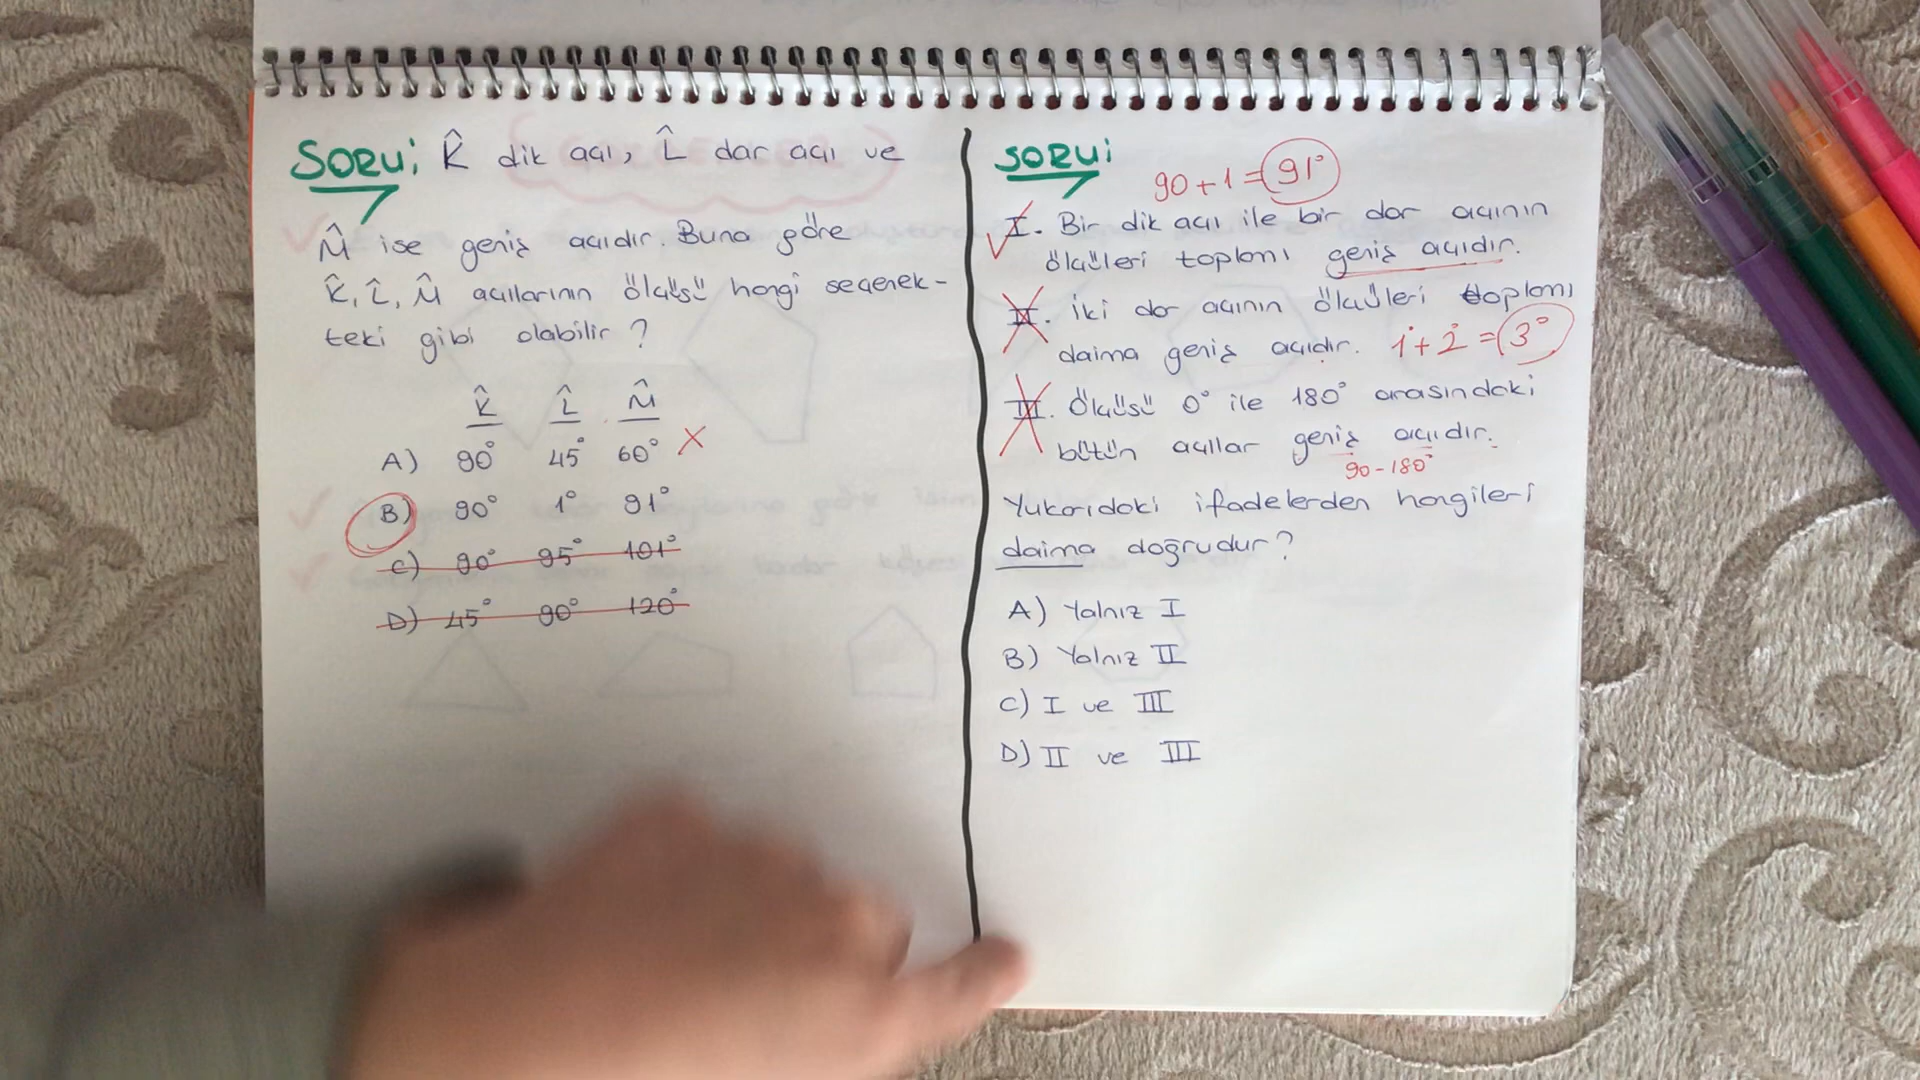 SORU: K̂ dik açı, L̂ dar açı ve
M̂ ise geniş açıdır. Buna göre
K̂, L̂, M̂ açılarının ölçüsü hangi seçenek-
teki gibi olabilir?
K̂ L̂ M̂
A) 90° 45° 60° X
B) 90° 1° 91°
C) 90° 95° 101°
D) 45° 90° 120°
SORU:
90+1=91°
I. Bir dik açı ile bir dar açının
ölçüleri toplamı geniş açıdır.
II. İki dar açının ölçüleri toplamı
daima geniş açıdır. 1+2=3°
III. Ölçüsü 0° ile 180° arasındaki
bütün açılar geniş açıdır.
90-180°
Yukarıdaki ifadelerden hangileri
daima doğrudur?
A) Yalnız I
B) Yalnız II
C) I ve III
D) II ve III